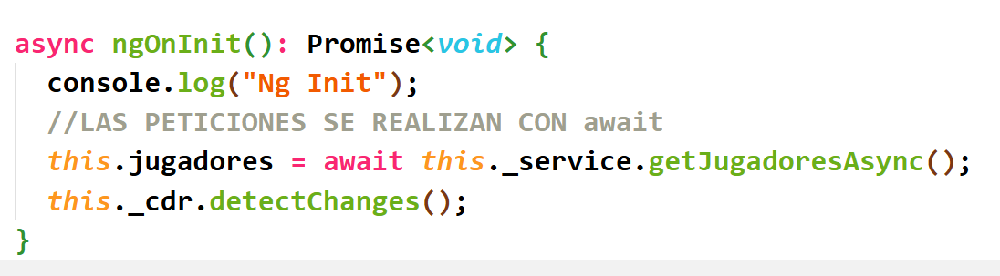 async ngOnInit(): Promise<void> {
console.log("Ng Init");
//LAS PETICIONES SE REALIZAN CON await
this.jugadores = await this._service.getJugadoresAsync();
this._cdr.detectChanges();
}